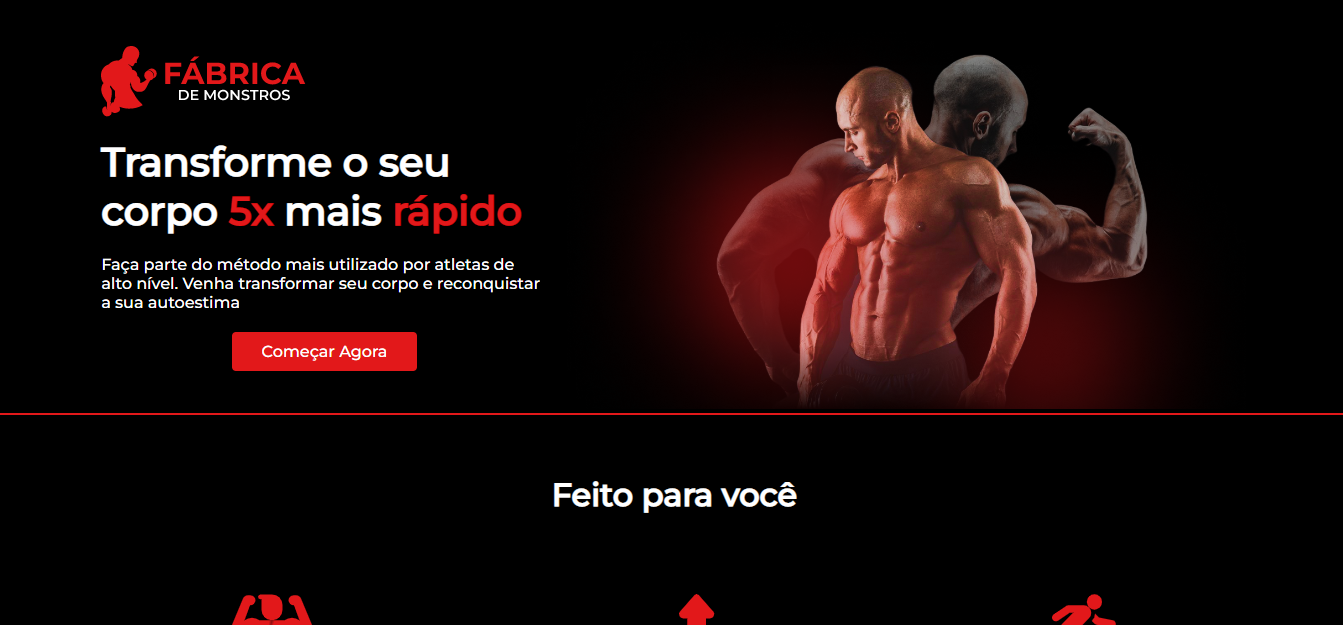 FÁBRICA
DE MONSTROS
Transforme o seu
corpo 5x mais rápido
Faça parte do método mais utilizado por atletas de
alto nível. Venha transformar seu corpo e reconquistar
a sua autoestima
Começar Agora
Feito para você